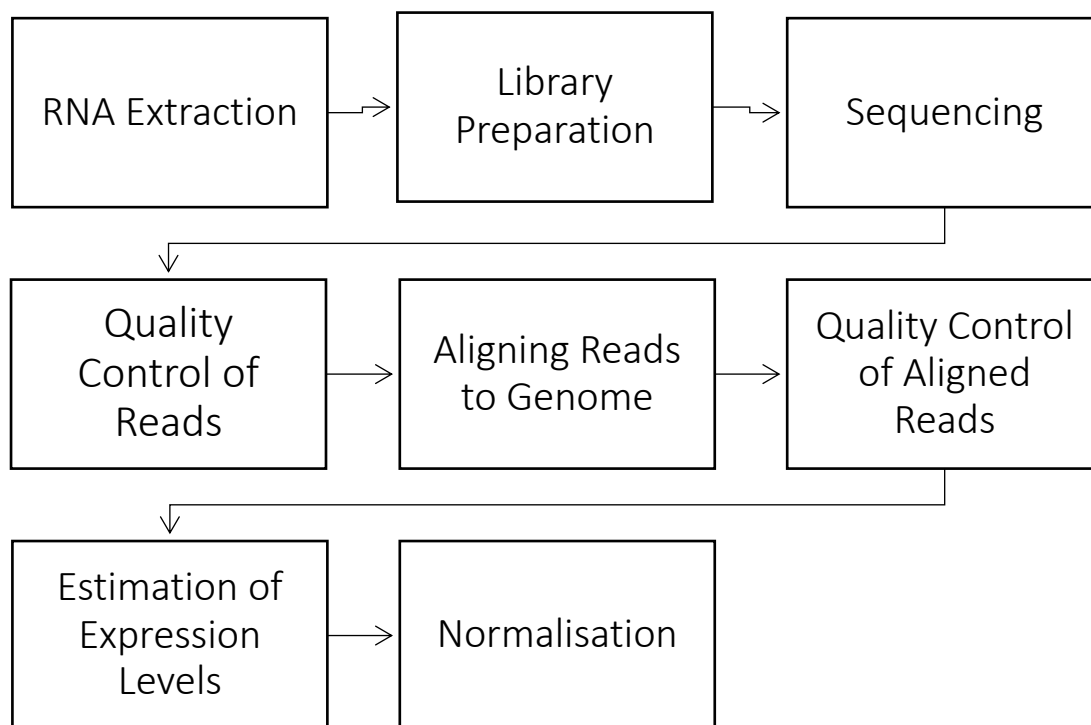 RNA Extraction
Library
Preparation
Sequencing
Quality
Control of
Reads
Aligning Reads
to Genome
Quality Control
of Aligned
Reads
Estimation of
Expression
Levels
Normalisation